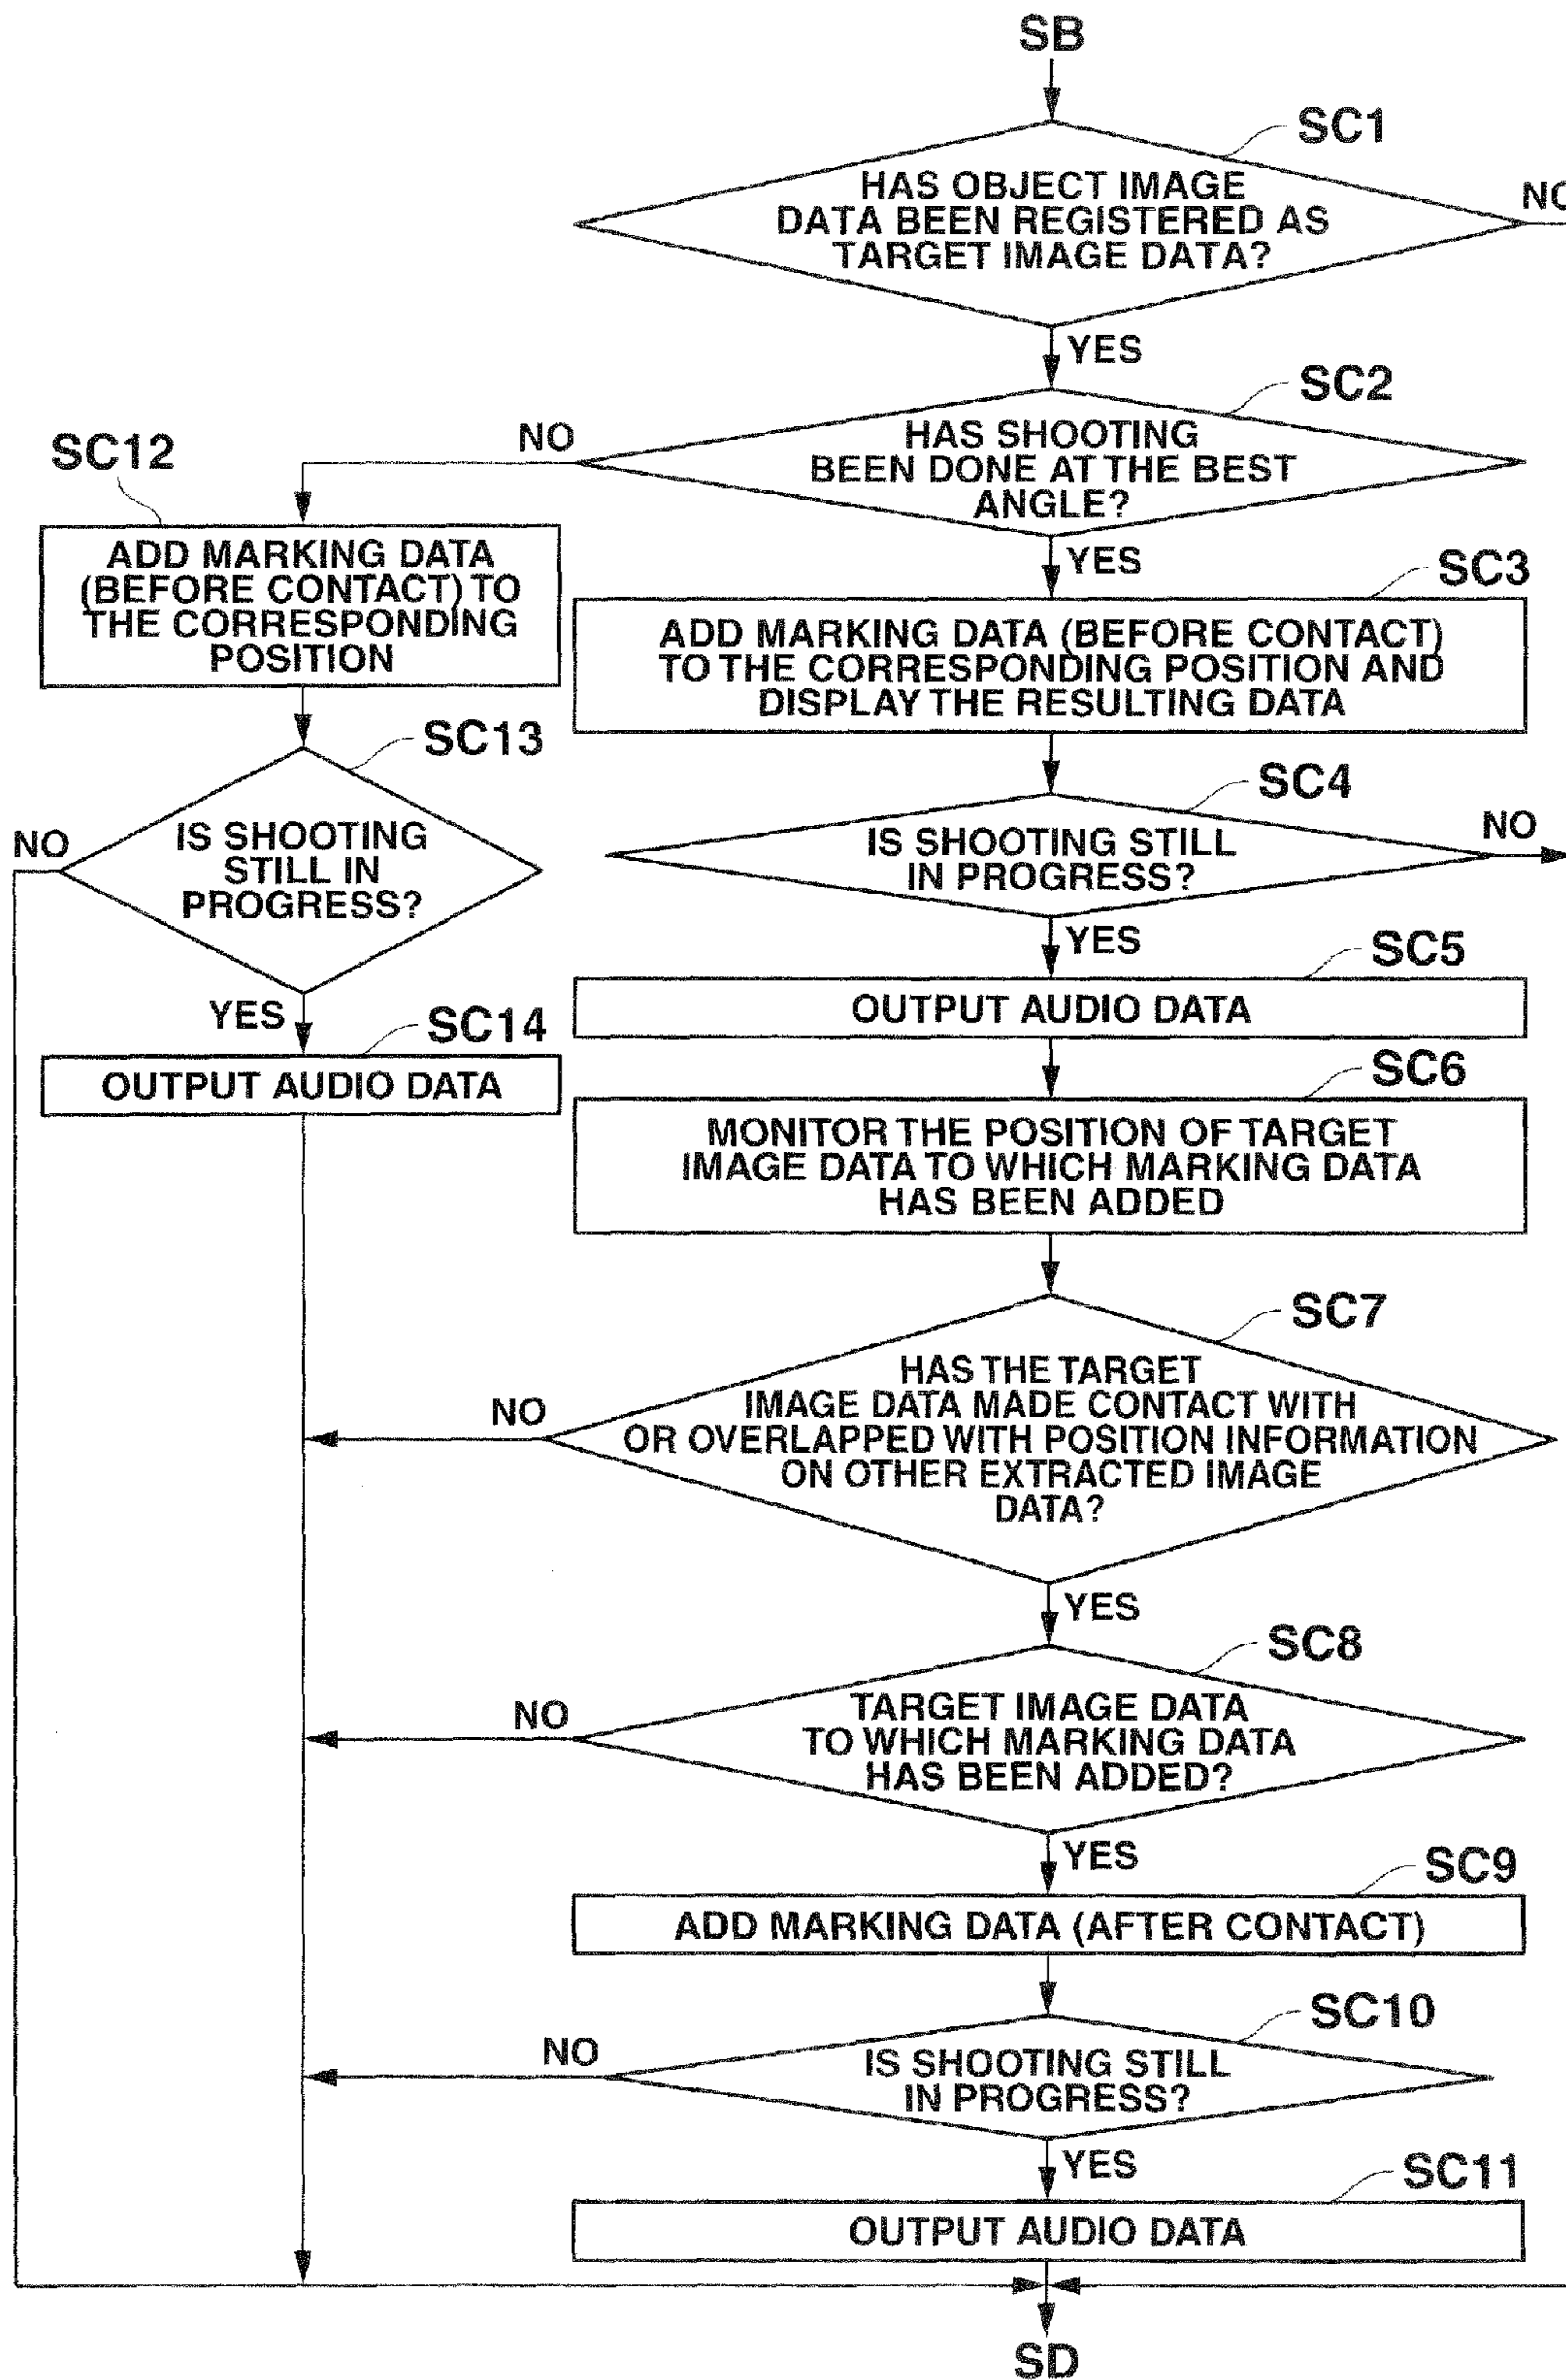 SB
SC1
HAS OBJECT IMAGE
DATA BEEN REGISTERED AS
TARGET IMAGE DATA?
NO
YES
SC2
HAS SHOOTING
BEEN DONE AT THE BEST
ANGLE?
NO
YES
SC12
ADD MARKING DATA
(BEFORE CONTACT) TO
THE CORRESPONDING
POSITION
SC3
ADD MARKING DATA (BEFORE CONTACT)
TO THE CORRESPONDING POSITION AND
DISPLAY THE RESULTING DATA
SC13
IS SHOOTING
STILL IN
PROGRESS?
NO
YES
SC4
IS SHOOTING STILL
IN PROGRESS?
NO
YES
SC14
OUTPUT AUDIO DATA
SC5
OUTPUT AUDIO DATA
SC6
MONITOR THE POSITION OF TARGET
IMAGE DATA TO WHICH MARKING DATA
HAS BEEN ADDED
SC7
HAS THE TARGET
IMAGE DATA MADE CONTACT WITH
OR OVERLAPPED WITH POSITION INFORMATION
ON OTHER EXTRACTED IMAGE
DATA?
NO
YES
SC8
TARGET IMAGE DATA
TO WHICH MARKING DATA
HAS BEEN ADDED?
NO
YES
SC9
ADD MARKING DATA (AFTER CONTACT)
SC10
IS SHOOTING STILL
IN PROGRESS?
NO
YES
SC11
OUTPUT AUDIO DATA
SD